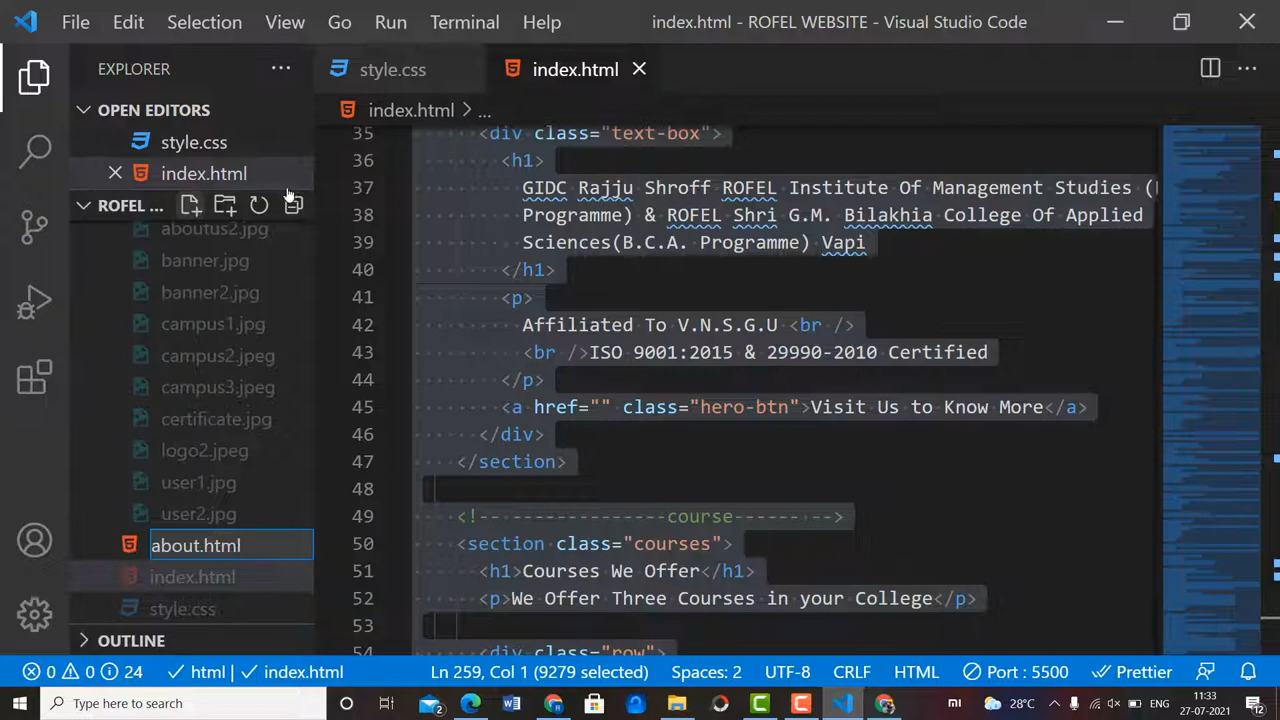 File Edit Selection View Go Run Terminal Help index.html - ROFEL WEBSITE - Visual Studio Code
EXPLORER
OPEN EDITORS
style.css
index.html
ROFEL ...
aboutus2.jpg
banner.jpg
banner2.jpg
campus1.jpg
campus2.jpeg
campus3.jpeg
certificate.jpg
logo2.jpeg
user1.jpg
user2.jpg
about.html
index.html
style.css
OUTLINE
style.css index.html
index.html > ...
35 <div class="text-box">
36 <h1>
37 GIDC Rajju Shroff ROFEL Institute Of Management Studies (
38 Programme) & ROFEL Shri G.M. Bilakhia College Of Applied
39 Sciences(B.C.A. Programme) Vapi
40 </h1>
41 <p>
42 Affiliated To V.N.S.G.U <br />
43 <br />ISO 9001:2015 & 29990-2010 Certified
44 </p>
45 <a href="" class="hero-btn">Visit Us to Know More</a>
46 </div>
47 </section>
48
49 <!-----------------course------ -->
50 <section class="courses">
51 <h1>Courses We Offer</h1>
52 <p>We Offer Three Courses in your College</p>
53
54 <div class="row">
0 0 24 html | index.html Ln 259, Col 1 (9279 selected) Spaces: 2 UTF-8 CRLF HTML Port : 5500 Prettier
Type here to search 2 28°C ENG 11:33
27-07-2021